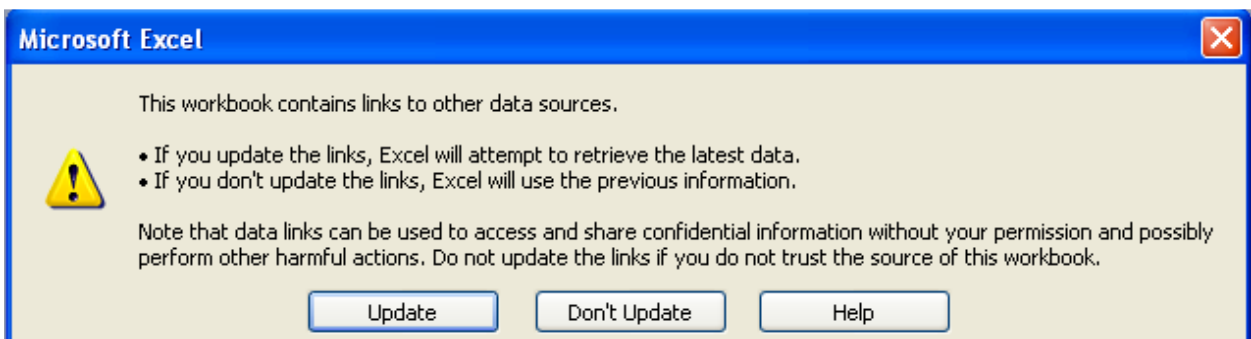 Microsoft Excel
This workbook contains links to other data sources.
• If you update the links, Excel will attempt to retrieve the latest data.
• If you don't update the links, Excel will use the previous information.
Note that data links can be used to access and share confidential information without your permission and possibly
perform other harmful actions. Do not update the links if you do not trust the source of this workbook.
Update Don't Update Help